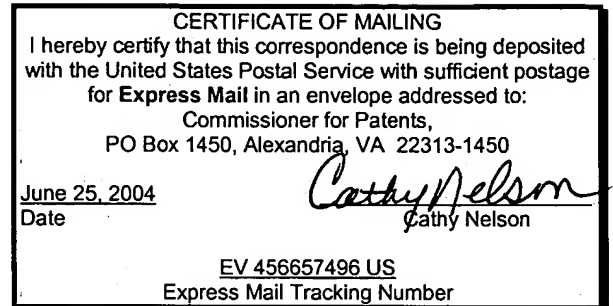 CERTIFICATE OF MAILING
I hereby certify that this correspondence is being deposited
with the United States Postal Service with sufficient postage
for Express Mail in an envelope addressed to:
Commissioner for Patents,
PO Box 1450, Alexandria, VA 22313-1450
June 25, 2004 Cathy Nelson
Date Cathy Nelson
EV 456657496 US
Express Mail Tracking Number